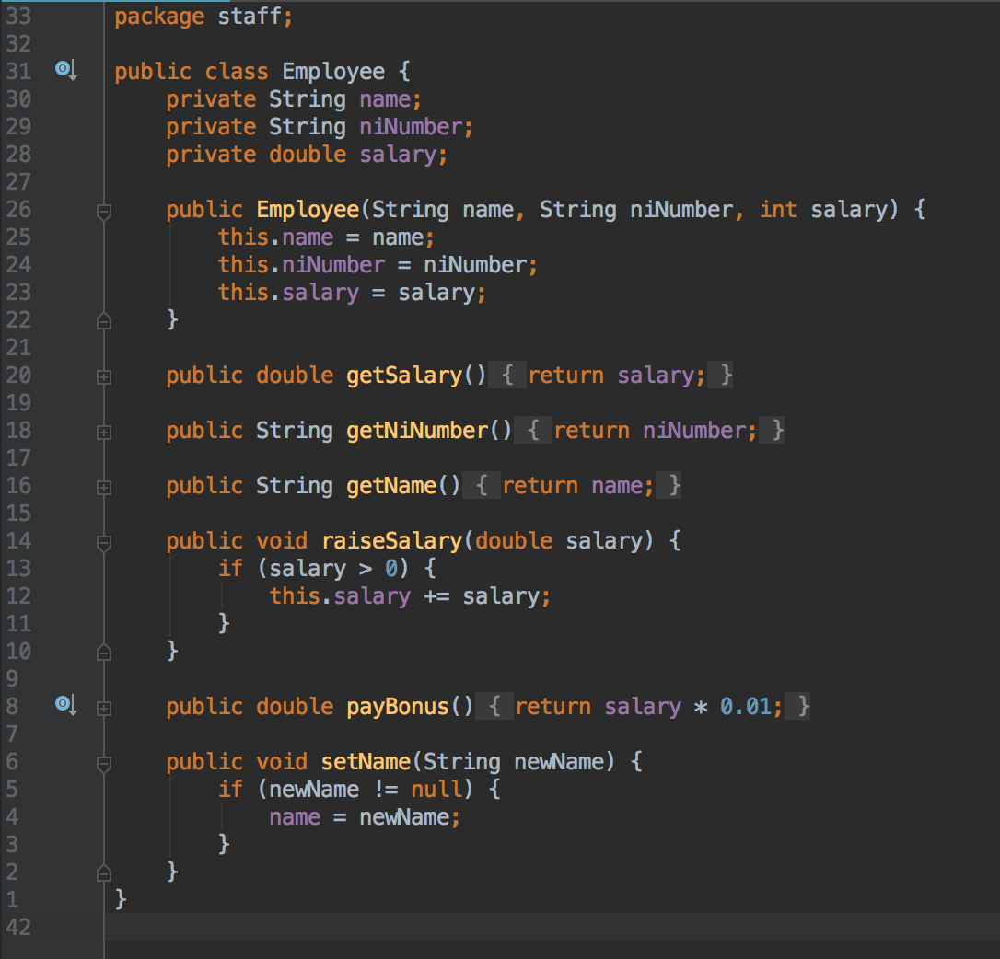 33 package staff;
32
31 public class Employee {
30 private String name;
29 private String niNumber;
28 private double salary;
27
26 public Employee(String name, String niNumber, int salary) {
25 this.name = name;
24 this.niNumber = niNumber;
23 this.salary = salary;
22 }
21
20 public double getSalary() { return salary; }
19
18 public String getNiNumber() { return niNumber; }
17
16 public String getName() { return name; }
15
14 public void raiseSalary(double salary) {
13 if (salary > 0) {
12 this.salary += salary;
11 }
10 }
9
8 public double payBonus() { return salary * 0.01; }
7
6 public void setName(String newName) {
5 if (newName != null) {
4 name = newName;
3 }
2 }
1 }
42